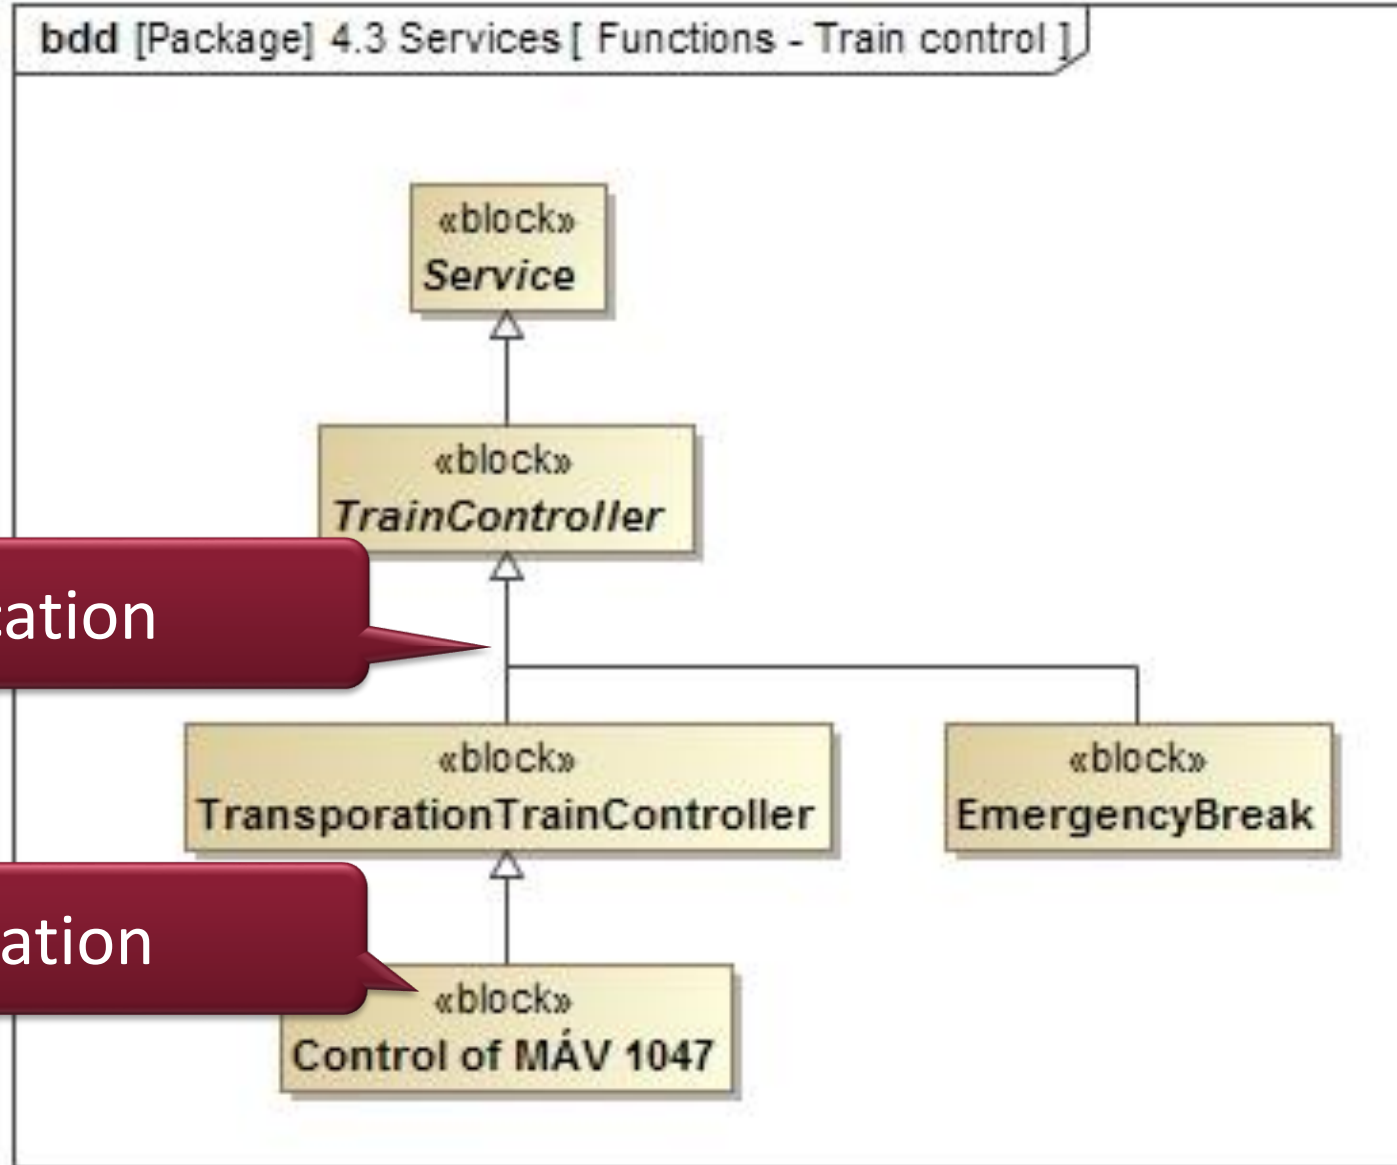 bdd [Package] 4.3 Services [ Functions - Train control ]
«block»
Service
«block»
TrainController
cation
«block»
TransporationTrainController
«block»
EmergencyBreak
ation
«block»
Control of MÁV 1047